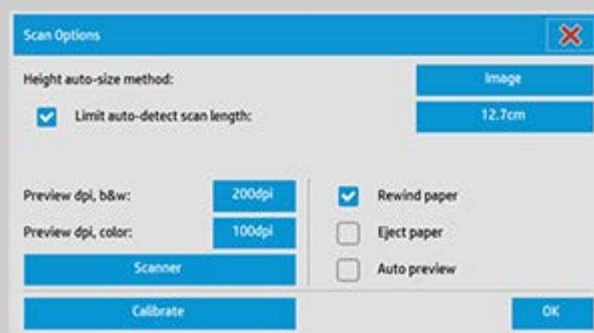 Scan Options
Height auto-size method: Image
Limit auto-detect scan length: 12.7cm
Preview dpi, b&w: 200dpi
Rewind paper
Preview dpi, color: 100dpi
Eject paper
Scanner
Auto preview
Calibrate
OK